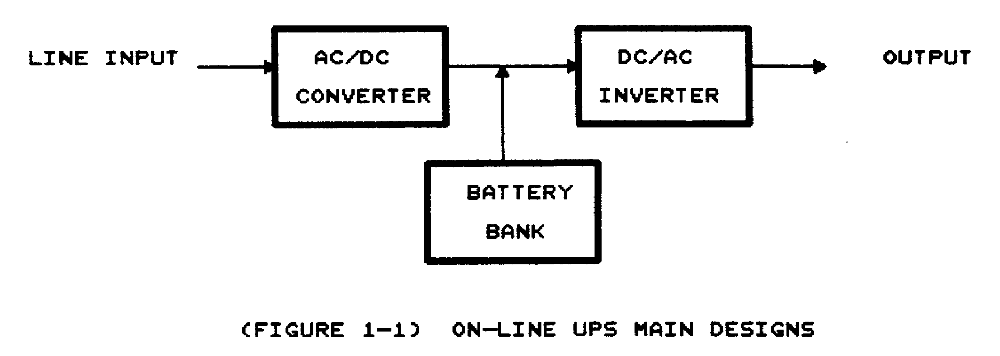 LINE INPUT
AC/DC
CONVERTER
DC/AC
INVERTER
OUTPUT
BATTERY
BANK
(FIGURE 1-1) ON-LINE UPS MAIN DESIGNS